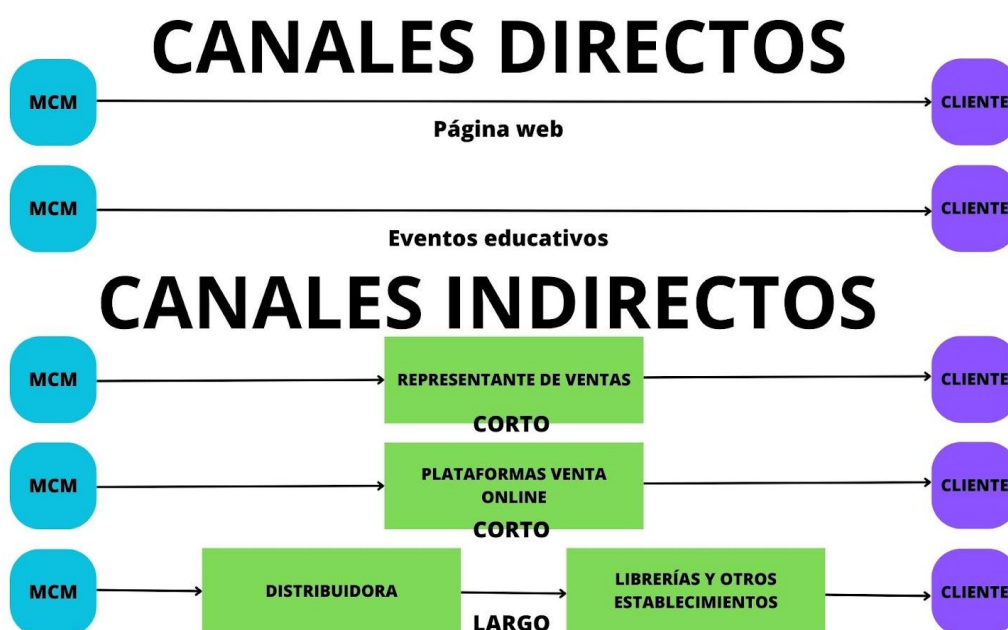 CANALES DIRECTOS
MCM
CLIENTE
Página web
MCM
CLIENTE
Eventos educativos
CANALES INDIRECTOS
MCM
REPRESENTANTE DE VENTAS
CLIENTE
CORTO
MCM
PLATAFORMAS VENTA
ONLINE
CLIENTE
CORTO
MCM
DISTRIBUIDORA
LIBRERÍAS Y OTROS
ESTABLECIMIENTOS
CLIENTE
LARGO